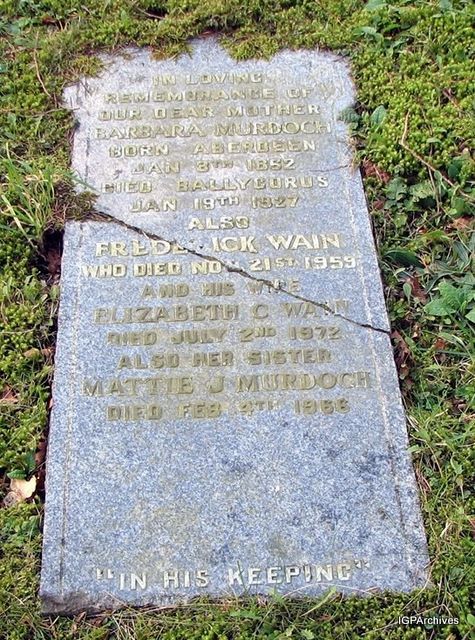 IN LOVING
REMEMBRANCE OF
OUR DEAR MOTHER
BARBARA MURDOCH
BORN ABERDEEN
JAN 8TH 1852
DIED BALLYCORUS
JAN 19TH 1927
ALSO
FREDERICK WAIN
WHO DIED NOV 21ST 1959
AND HIS WIFE
ELIZABETH C WAIN
DIED JULY 2ND 1972
ALSO HER SISTER
MATTIE J MURDOCH
DIED FEB 4TH 1966
"IN HIS KEEPING"
IGPArchives